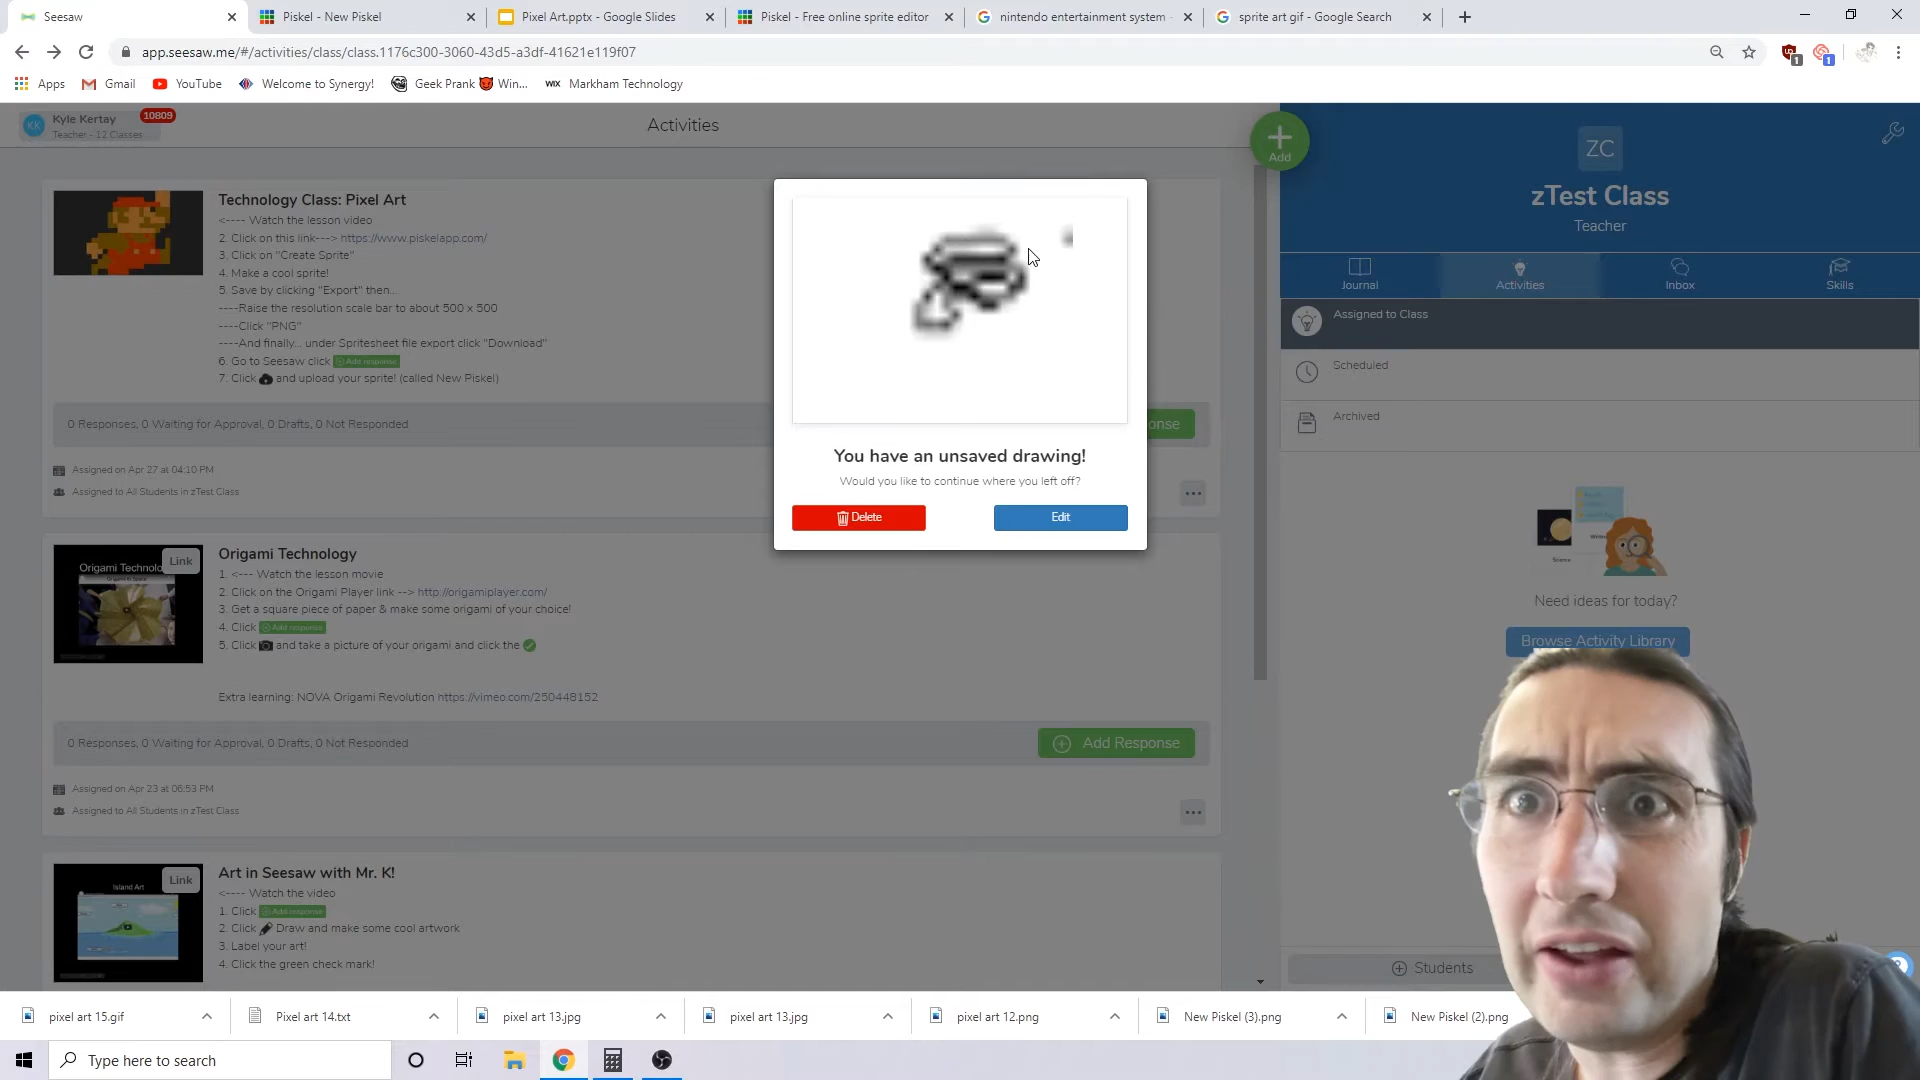 Seesaw
Piskel - New Piskel
Pixel Art.pptx - Google Slides
Piskel - Free online sprite editor
nintendo entertainment system -
sprite art gif - Google Search
app.seesaw.me/#/activities/class/class.1176c300-3060-43d5-a3df-41621e119f07
1
1
Apps
Gmail
YouTube
Welcome to Synergy!
Geek Prank
Win...
WIX
Markham Technology
KK
Kyle Kertay
Teacher - 12 Classes
10809
Activities
Add
Technology Class: Pixel Art
<---- Watch the lesson video
2. Click on this link---> https://www.piskelapp.com/
3. Click on "Create Sprite"
4. Make a cool sprite!
5. Save by clicking "Export" then...
----Raise the resolution scale bar to about 500 x 500
----Click "PNG"
----And finally... under Spritesheet file export click "Download"
6. Go to Seesaw click Add response
7. Click and upload your sprite! (called New Piskel)
0 Responses, 0 Waiting for Approval, 0 Drafts, 0 Not Responded
onse
Assigned on Apr 27 at 04:10 PM
Assigned to All Students in zTest Class
You have an unsaved drawing!
Would you like to continue where you left off?
Delete
Edit
Origami Technolo
Link
Origami Technology
1. <--- Watch the lesson movie
2. Click on the Origami Player link --> http://origamiplayer.com/
3. Get a square piece of paper & make some origami of your choice!
4. Click Add response
5. Click and take a picture of your origami and click the
Extra learning: NOVA Origami Revolution https://vimeo.com/250448152
0 Responses, 0 Waiting for Approval, 0 Drafts, 0 Not Responded
Add Response
Assigned on Apr 23 at 06:53 PM
Assigned to All Students in zTest Class
Island Art
Link
Art in Seesaw with Mr. K!
<---- Watch the video
1. Click Add response
2. Click Draw and make some cool artwork
3. Label your art!
4. Click the green check mark!
ZC
zTest Class
Teacher
Journal
Activities
Inbox
Skills
Assigned to Class
Scheduled
Archived
Science
Need ideas for today?
Browse Activity Library
Students
pixel art 15.gif
Pixel art 14.txt
pixel art 13.jpg
pixel art 13.jpg
pixel art 12.png
New Piskel (3).png
New Piskel (2).png
Type here to search